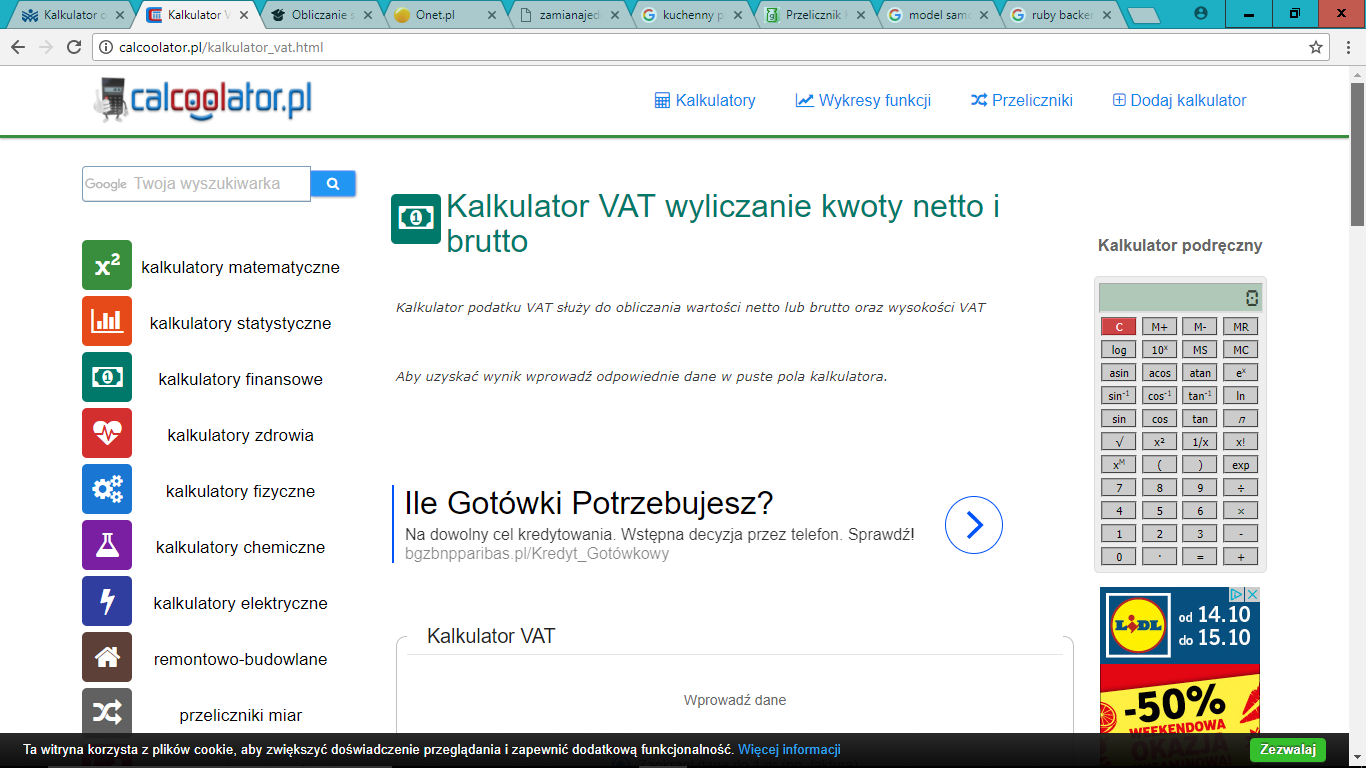 Kalkulator
Kalkulator V
Obliczanie
Onet.pl
zamianajed
kuchenny p
Przelicznik
model sam
ruby backe
calcoolator.pl/kalkulator_vat.html
calcoolator.pl
Kalkulatory
Wykresy funkcji
Przeliczniki
Dodaj kalkulator
Google Twoja wyszukiwarka
x²
kalkulatory matematyczne
kalkulatory statystyczne
kalkulatory finansowe
kalkulatory zdrowia
kalkulatory fizyczne
kalkulatory chemiczne
kalkulatory elektryczne
remontowo-budowlane
przeliczniki miar
Kalkulator VAT wyliczanie kwoty netto i
brutto
Kalkulator podatku VAT służy do obliczania wartości netto lub brutto oraz wysokości VAT
Aby uzyskać wynik wprowadź odpowiednie dane w puste pola kalkulatora.
Ile Gotówki Potrzebujesz?
Na dowolny cel kredytowania. Wstępna decyzja przez telefon. Sprawdź!
bgzbnpparibas.pl/Kredyt_Gotówkowy
Kalkulator VAT
Wprowadź dane
Kalkulator podręczny
0
C M+ M- MR
log 10ˣ MS MC
asin acos atan eˣ
sin⁻¹ cos⁻¹ tan⁻¹ ln
sin cos tan π
√ x² 1/x x!
xᴹ ( ) exp
7 8 9 ÷
4 5 6 ×
1 2 3 -
0 · = +
LIDL
od 14.10
do 15.10
-50%
WEEKENDOWA
OKAZJA
Ta witryna korzysta z plików cookie, aby zwiększyć doświadczenie przeglądania i zapewnić dodatkową funkcjonalność. Więcej informacji
Zezwalaj